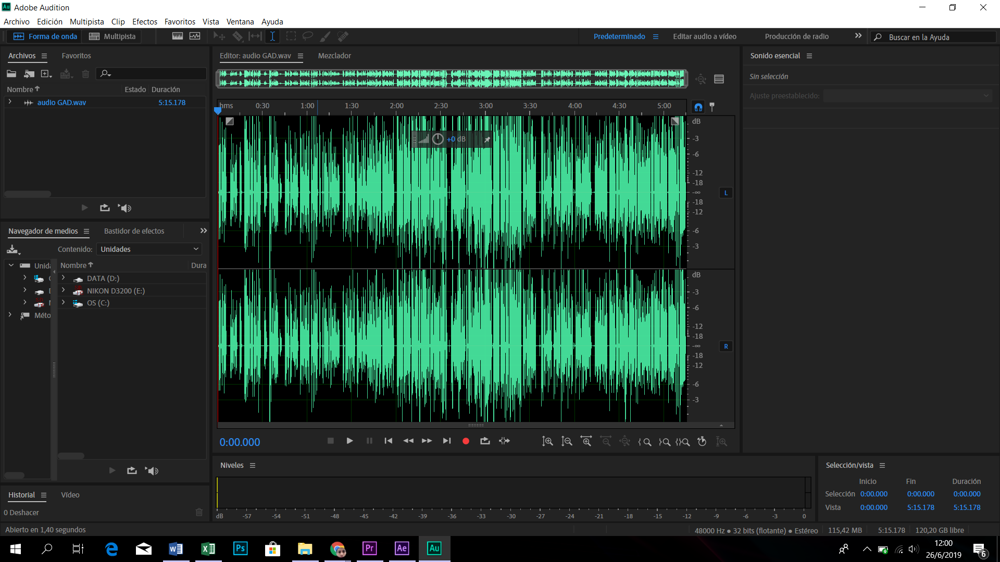 Au Adobe Audition
Archivo Edición Multipista Clip Efectos Favoritos Vista Ventana Ayuda
Forma de onda Multipista Predeterminado Editar audio a vídeo Producción de radio Buscar en la Ayuda
Archivos Favoritos
Nombre Estado Duración
audio GAD.wav 5:15.178
Navegador de medios Bastidor de efectos
Contenido: Unidades
Unida
Méto
Nombre Dura
DATA (D:)
NIKON D3200 (E:)
OS (C:)
Historial Vídeo
0 Deshacer
Abierto en 1,40 segundos
Editor: audio GAD.wav Mezclador
hms 0:30 1:00 1:30 2:00 2:30 3:00 3:30 4:00 4:30 5:00
+0 dB
dB
-3
-6
-12
-18
-∞
-18
-12
-6
-3
L
dB
-3
-6
-12
-18
-∞
-18
-12
-6
-3
R
0:00.000
Niveles
dB -57 -54 -51 -48 -45 -42 -39 -36 -33 -30 -27 -24 -21 -18 -15 -12 -9 -6 -3 0
Sonido esencial
Sin selección
Ajuste preestablecido:
Selección/vista
Inicio Fin Duración
Selección 0:00.000 0:00.000 0:00.000
Vista 0:00.000 5:15.178 5:15.178
48000 Hz ● 32 bits (flotante) ● Estéreo 115,42 MB 5:15.178 120,20 GB libre
Ps Pr Ae Au
12:00
26/6/2019
6